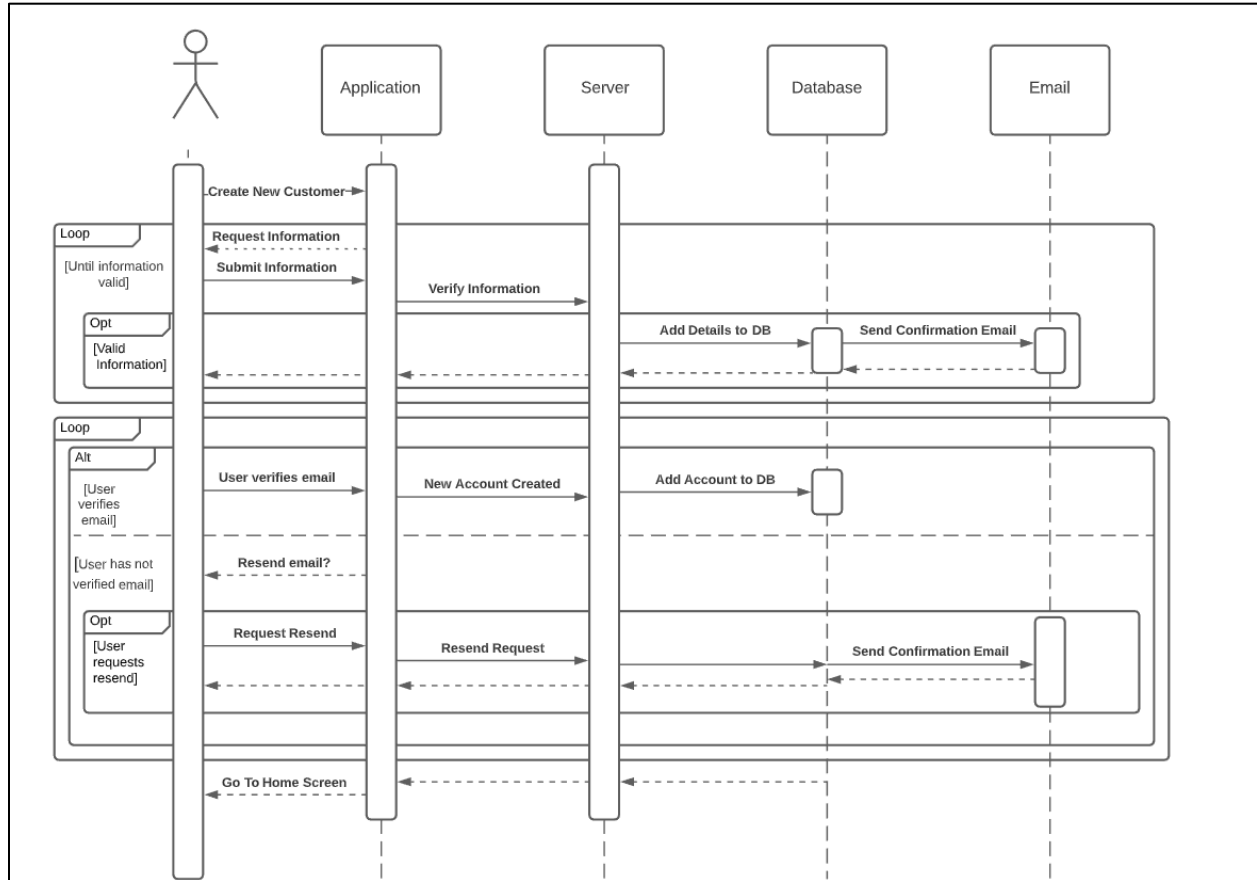 Application
Server
Database
Email
Create New Customer
Loop
Request Information
[Until information
valid]
Submit Information
Verify Information
Opt
[Valid
Information]
Add Details to DB
Send Confirmation Email
Loop
Alt
[User
verifies
email]
User verifies email
New Account Created
Add Account to DB
[User has not
verified email]
Resend email?
Opt
[User
requests
resend]
Request Resend
Resend Request
Send Confirmation Email
Go To Home Screen